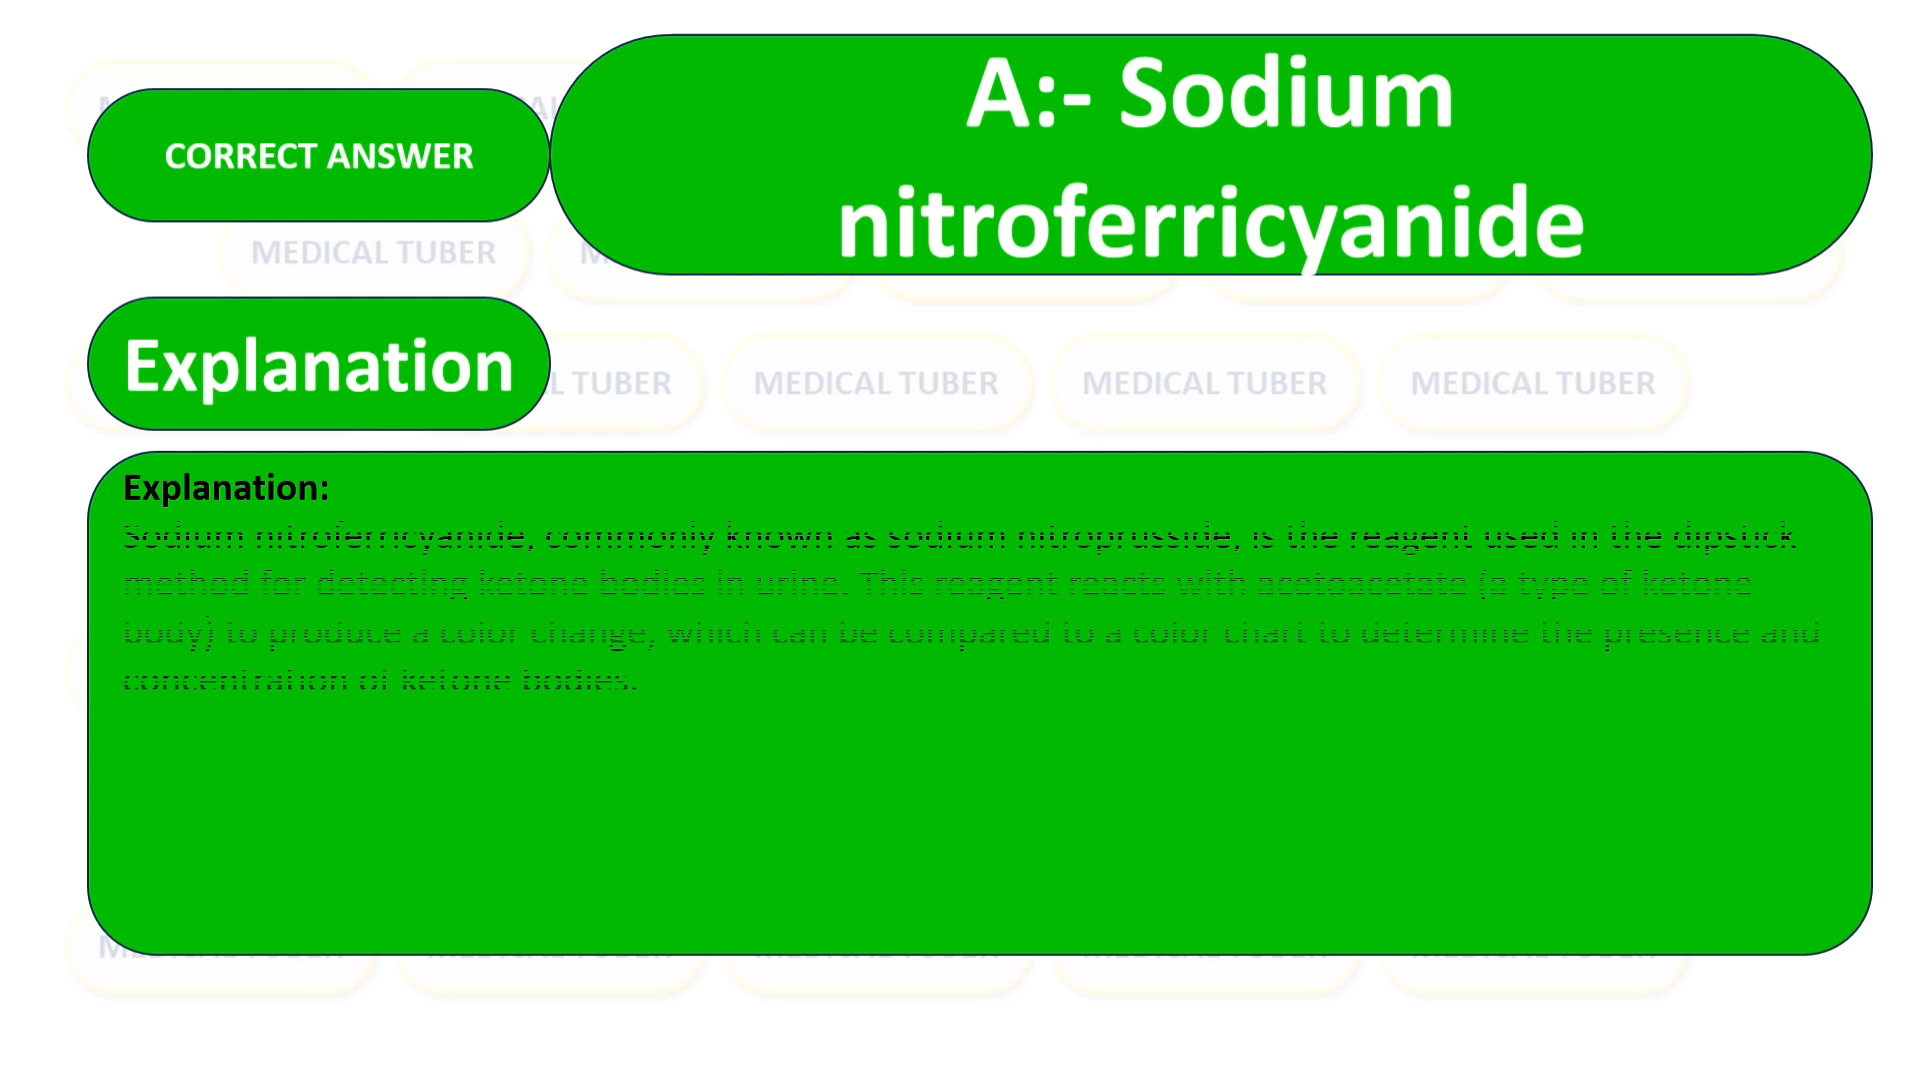 A:- Sodium
nitroferricyanide
CORRECT ANSWER
MEDICAL TUBER
Explanation
L TUBER MEDICAL TUBER MEDICAL TUBER MEDICAL TUBER
Explanation:
Sodium nitroferricyanide, commonly known as sodium nitroprusside, is the reagent used in the dipstick
method for detecting ketone bodies in urine. This reagent reacts with acetoacetate (a type of ketone
body) to produce a color change, which can be compared to a color chart to determine the presence and
concentration of ketone bodies.